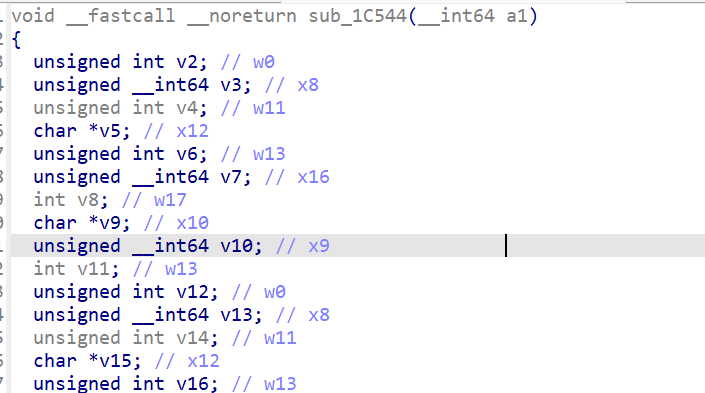 void __fastcall __noreturn sub_1C544(__int64 a1)
{
unsigned int v2; // w0
unsigned __int64 v3; // x8
unsigned int v4; // w11
char *v5; // x12
unsigned int v6; // w13
unsigned __int64 v7; // x16
int v8; // w17
char *v9; // x10
unsigned __int64 v10; // x9
int v11; // w13
unsigned int v12; // w0
unsigned __int64 v13; // x8
unsigned int v14; // w11
char *v15; // x12
unsigned int v16; // w13